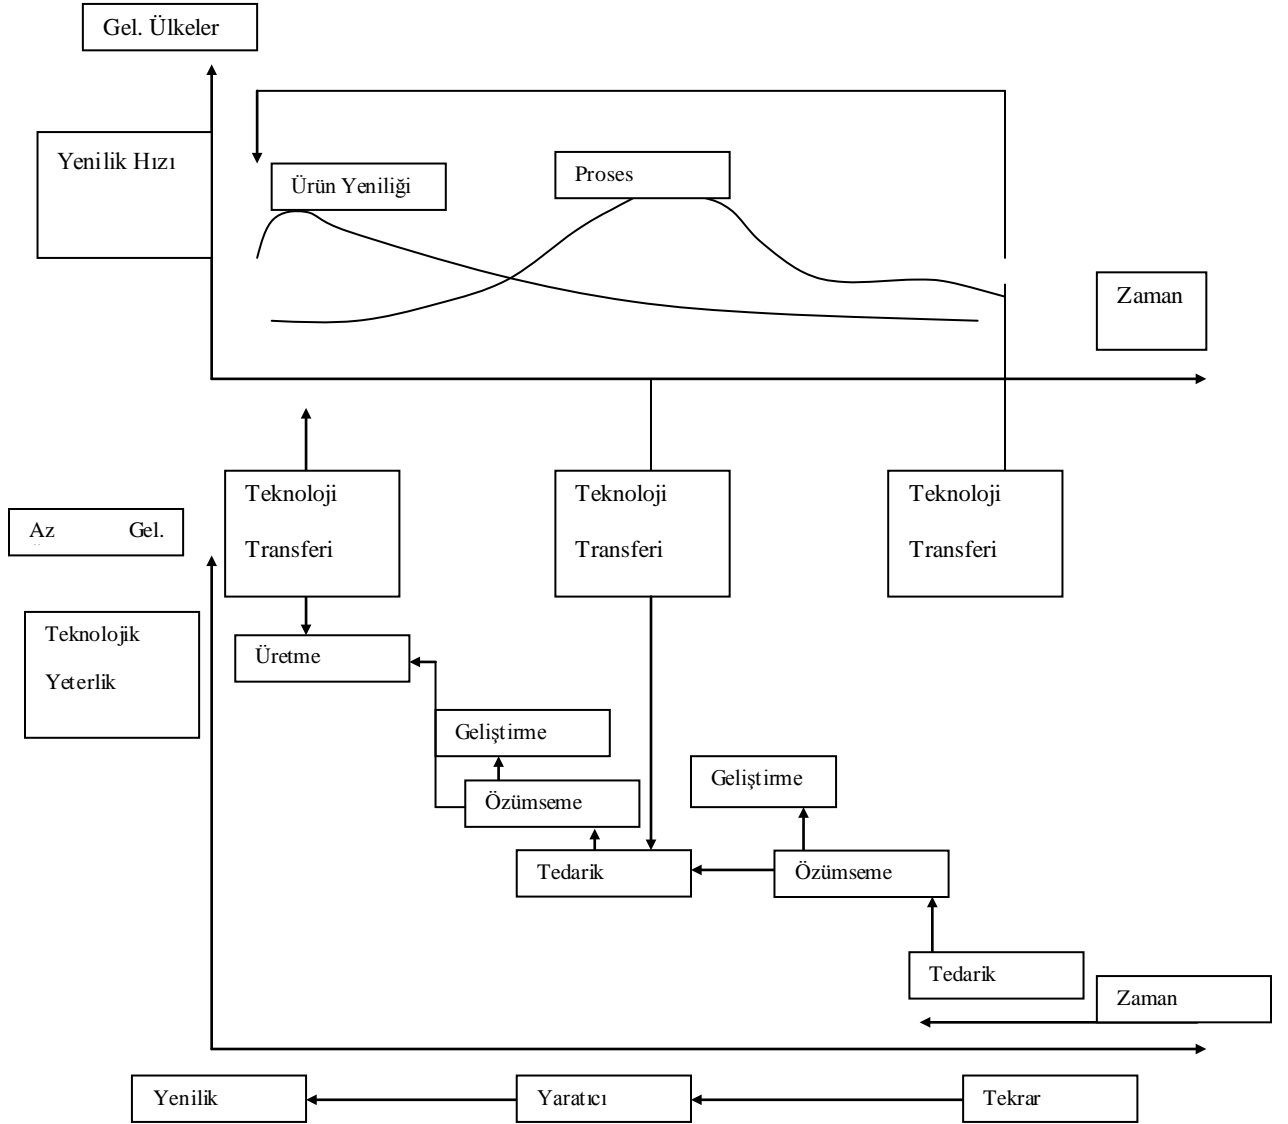 Gel. Ülkeler
Yenilik Hızı
Ürün Yeniliği
Proses
Zaman
Teknoloji
Transferi
Teknoloji
Transferi
Teknoloji
Transferi
Az Gel.
Teknolojik
Yeterlik
Üretme
Geliştirme
Geliştirme
Özümseme
Tedarik
Özümseme
Tedarik
Zaman
Yenilik
Yaratıcı
Tekrar